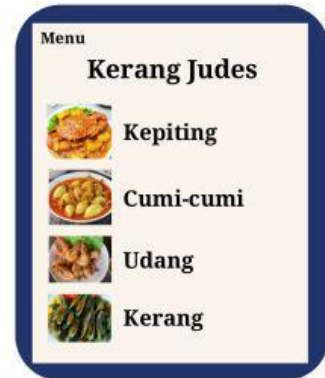 Menu
Kerang Judes
Kepiting
Cumi-cumi
Udang
Kerang